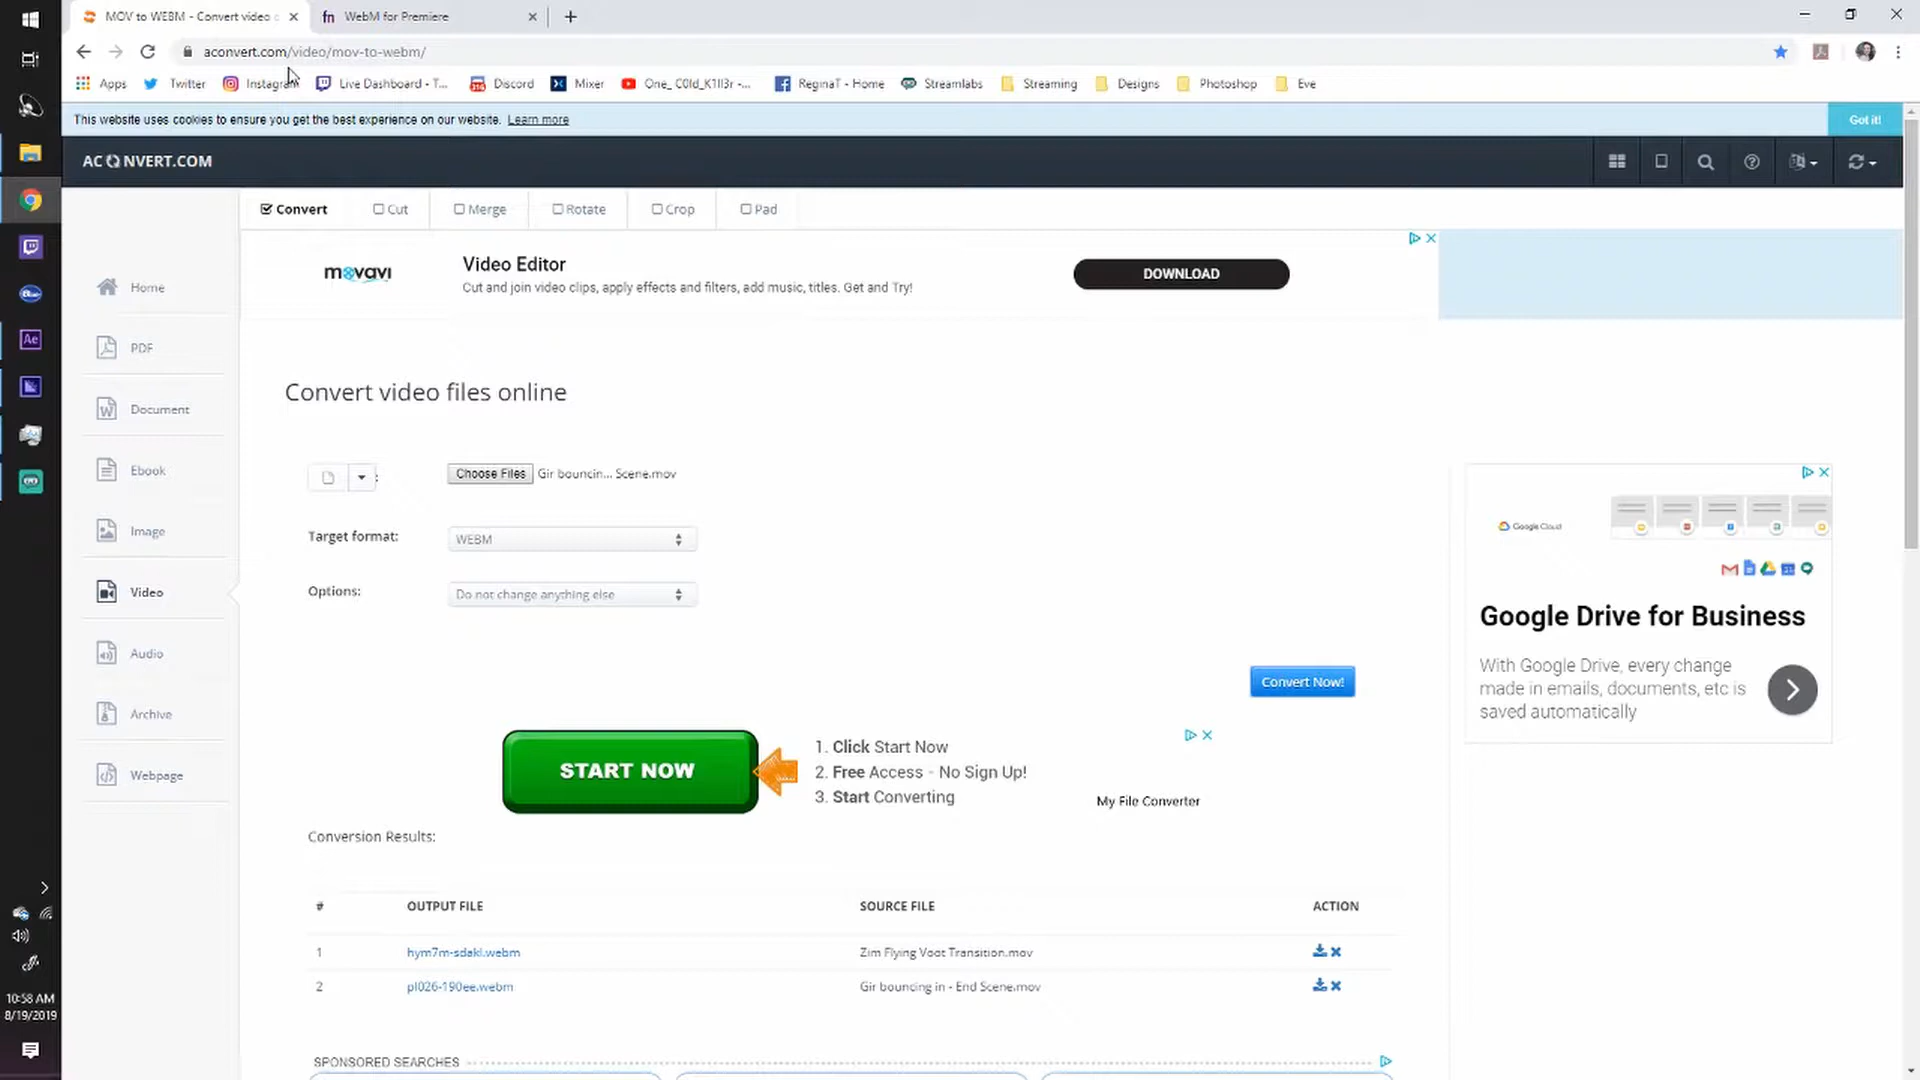 MOV to WEBM - Convert video o
WebM for Premiere
aconvert.com/video/mov-to-webm/
Apps
Twitter
Instagram
Live Dashboard - T...
Discord
Mixer
One_C0ld_K1ll3r -...
ReginaT - Home
Streamlabs
Streaming
Designs
Photoshop
Eve
This website uses cookies to ensure you get the best experience on our website. Learn more
Got it!
ACONVERT.COM
Convert
Cut
Merge
Rotate
Crop
Pad
movavi
Video Editor
Cut and join video clips, apply effects and filters, add music, titles. Get and Try!
DOWNLOAD
Home
PDF
Document
Ebook
Image
Video
Audio
Archive
Webpage
Convert video files online
:
Choose Files Gir bouncin... Scene.mov
Target format:
WEBM
Options:
Do not change anything else
Convert Now!
START NOW
1. Click Start Now
2. Free Access - No Sign Up!
3. Start Converting
My File Converter
Google Cloud
Google Drive for Business
With Google Drive, every change
made in emails, documents, etc is
saved automatically
Conversion Results:
# OUTPUT FILE SOURCE FILE ACTION
1 hym7m-sdakl.webm Zim Flying Voot Transition.mov
2 pl026-190ee.webm Gir bouncing in - End Scene.mov
SPONSORED SEARCHES
Ae
10:58 AM
8/19/2019